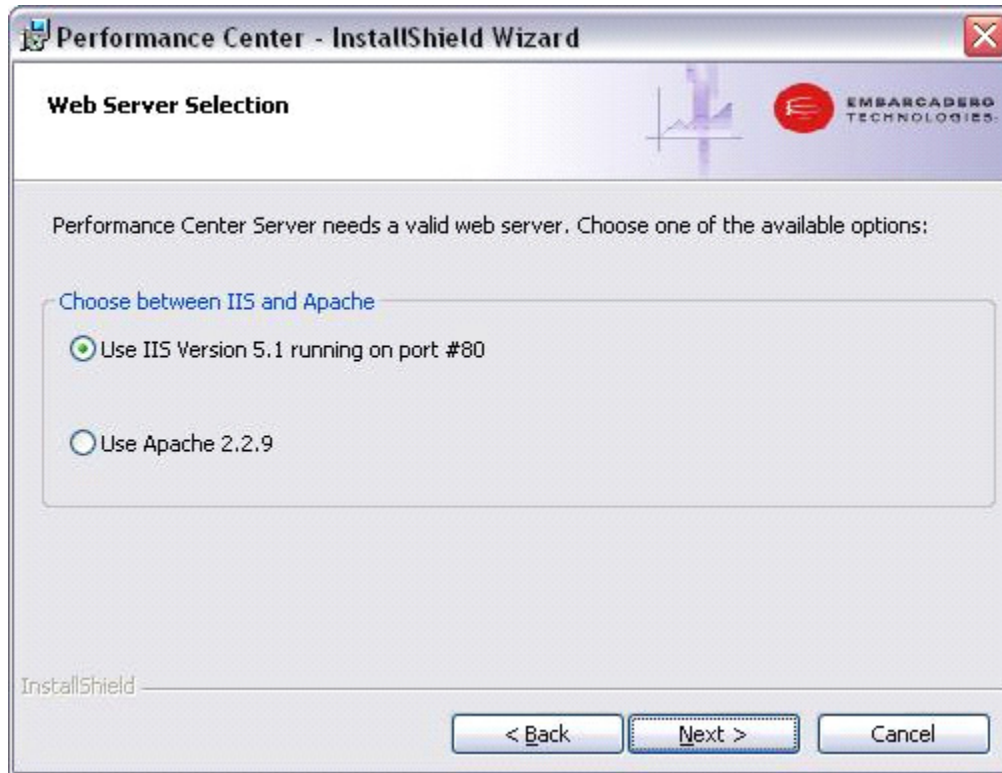 Performance Center - InstallShield Wizard
Web Server Selection
EMBARCADERO
TECHNOLOGIES.
Performance Center Server needs a valid web server. Choose one of the available options:
Choose between IIS and Apache
Use IIS Version 5.1 running on port #80
Use Apache 2.2.9
InstallShield
< Back
Next >
Cancel